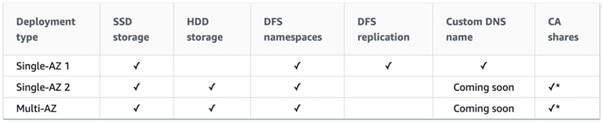 Deployment type SSD storage HDD storage DFS namespaces DFS replication Custom DNS name CA shares
Single-AZ 1 ✓ ✓ ✓ ✓
Single-AZ 2 ✓ ✓ ✓ Coming soon ✓*
Multi-AZ ✓ ✓ ✓ Coming soon ✓*